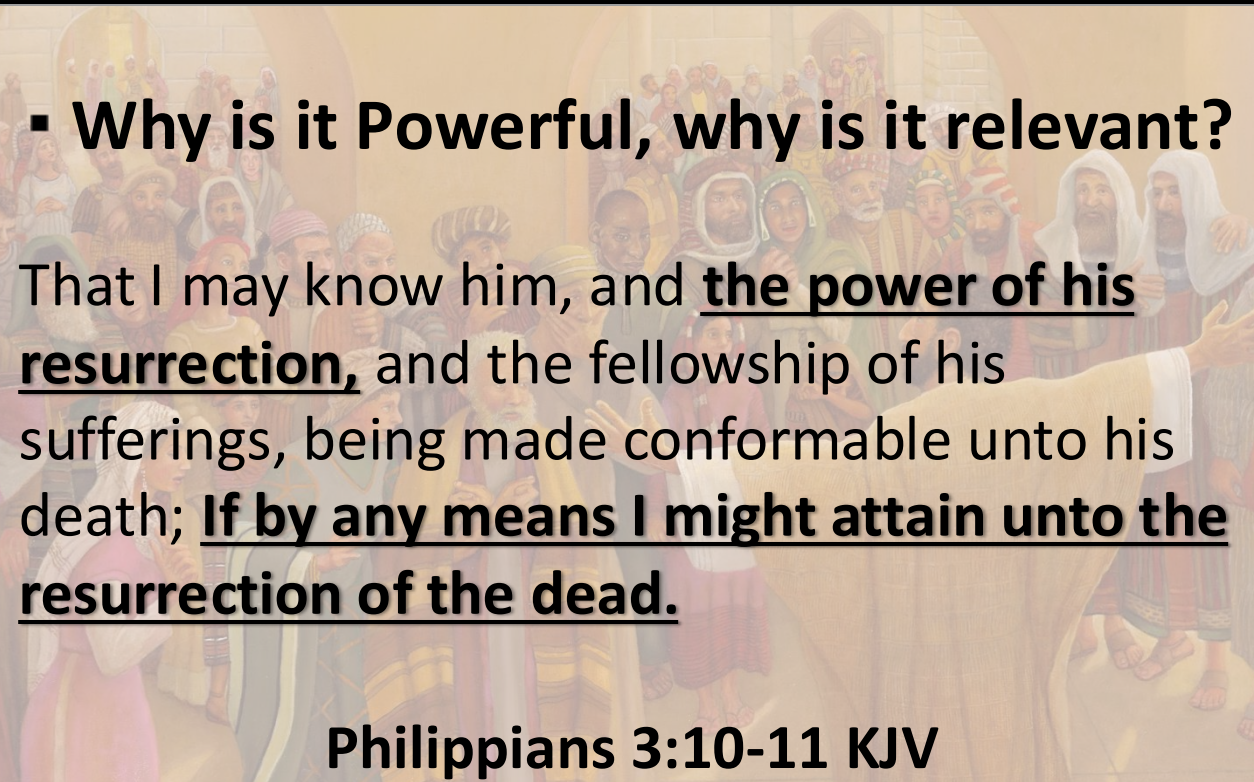 ▪ Why is it Powerful, why is it relevant?
That I may know him, and the power of his
resurrection, and the fellowship of his
sufferings, being made conformable unto his
death; If by any means I might attain unto the
resurrection of the dead.
Philippians 3:10-11 KJV